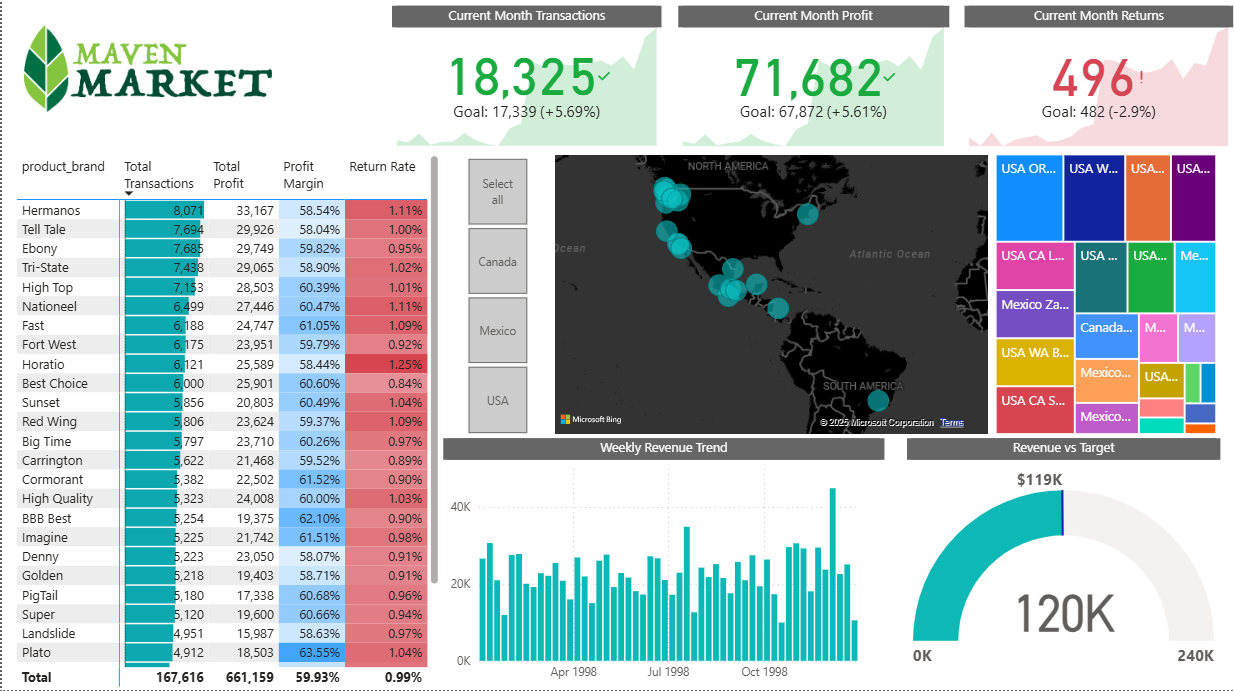 MAVEN
MARKET
Current Month Transactions
18,325
Goal: 17,339 (+5.69%)
Current Month Profit
71,682
Goal: 67,872 (+5.61%)
Current Month Returns
496!
Goal: 482 (-2.9%)
product_brand Total Transactions Total Profit Profit Margin Return Rate
Hermanos 8,071 33,167 58.54% 1.11%
Tell Tale 7,694 29,926 58.04% 1.00%
Ebony 7,685 29,749 59.82% 0.95%
Tri-State 7,438 29,065 58.90% 1.02%
High Top 7,153 28,503 60.39% 1.01%
Nationeel 6,499 27,446 60.47% 1.11%
Fast 6,188 24,747 61.05% 1.09%
Fort West 6,175 23,951 59.79% 0.92%
Horatio 6,121 25,589 58.44% 1.25%
Best Choice 6,000 25,901 60.60% 0.84%
Sunset 5,856 20,803 60.49% 1.04%
Red Wing 5,806 23,624 59.37% 1.09%
Big Time 5,797 23,710 60.26% 0.97%
Carrington 5,622 21,468 59.52% 0.89%
Cormorant 5,382 22,502 61.52% 0.90%
High Quality 5,323 24,008 60.00% 1.03%
BBB Best 5,254 19,375 62.10% 0.90%
Imagine 5,225 21,742 61.51% 0.98%
Denny 5,223 23,050 58.07% 0.91%
Golden 5,218 19,403 58.71% 0.91%
PigTail 5,180 17,338 60.68% 0.96%
Super 5,120 19,600 60.66% 0.94%
Landslide 4,951 15,987 58.63% 0.97%
Plato 4,912 18,503 63.55% 1.04%
Total 167,616 661,159 59.93% 0.99%
Select
all
Canada
Mexico
USA
NORTH AMERICA
Ocean
Atlantic Ocean
SOUTH AMERICA
Microsoft Bing
© 2025 Microsoft Corporation Terms
USA OR...
USA W...
USA...
USA...
USA CA L...
USA ...
USA...
Me...
Mexico Za...
Canada...
M...
M...
USA WA B...
Mexico...
USA...
USA CA S...
Mexico...
Weekly Revenue Trend
40K
20K
0K
Apr 1998
Jul 1998
Oct 1998
Revenue vs Target
$119K
120K
0K
240K